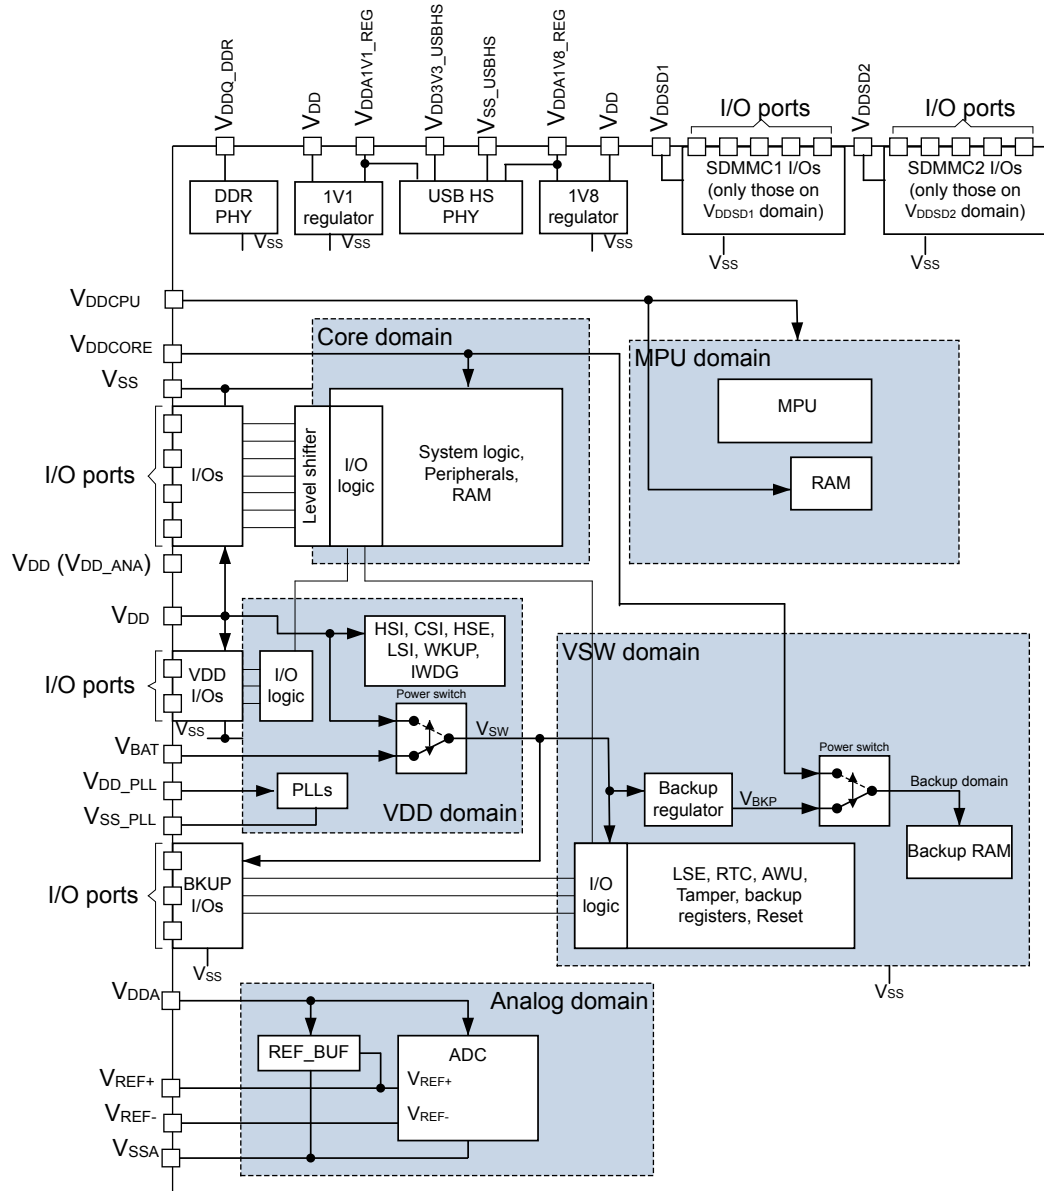 VDDQ_DDR
VDD
VDDA1V1_REG
VDD3V3_USBHS
VSS_USBHS
VDDA1V8_REG
VDD
VDDSD1
VDDSD2
I/O ports
I/O ports
DDR
PHY
1V1
regulator
USB HS
PHY
1V8
regulator
SDMMC1 I/Os
(only those on
VDDSD1 domain)
SDMMC2 I/Os
(only those on
VDDSD2 domain)
VSS
VSS
VSS
VSS
VSS
VDDCPU
VDDCORE
VSS
Core domain
MPU domain
MPU
RAM
I/O ports
I/Os
Level shifter
I/O
logic
System logic,
Peripherals,
RAM
VDD (VDD_ANA)
VDD
HSI, CSI, HSE,
LSI, WKUP,
IWDG
I/O ports
VDD
I/Os
I/O
logic
VSS
Power switch
VSW
VBAT
VDD_PLL
PLLs
VDD domain
VSS_PLL
VSW domain
Power switch
Backup
regulator
VBKP
Backup domain
Backup RAM
I/O ports
BKUP
I/Os
I/O
logic
LSE, RTC, AWU,
Tamper, backup
registers, Reset
VSS
VSS
VDDA
Analog domain
REF_BUF
ADC
VREF+
VREF+
VREF-
VREF-
VSSA